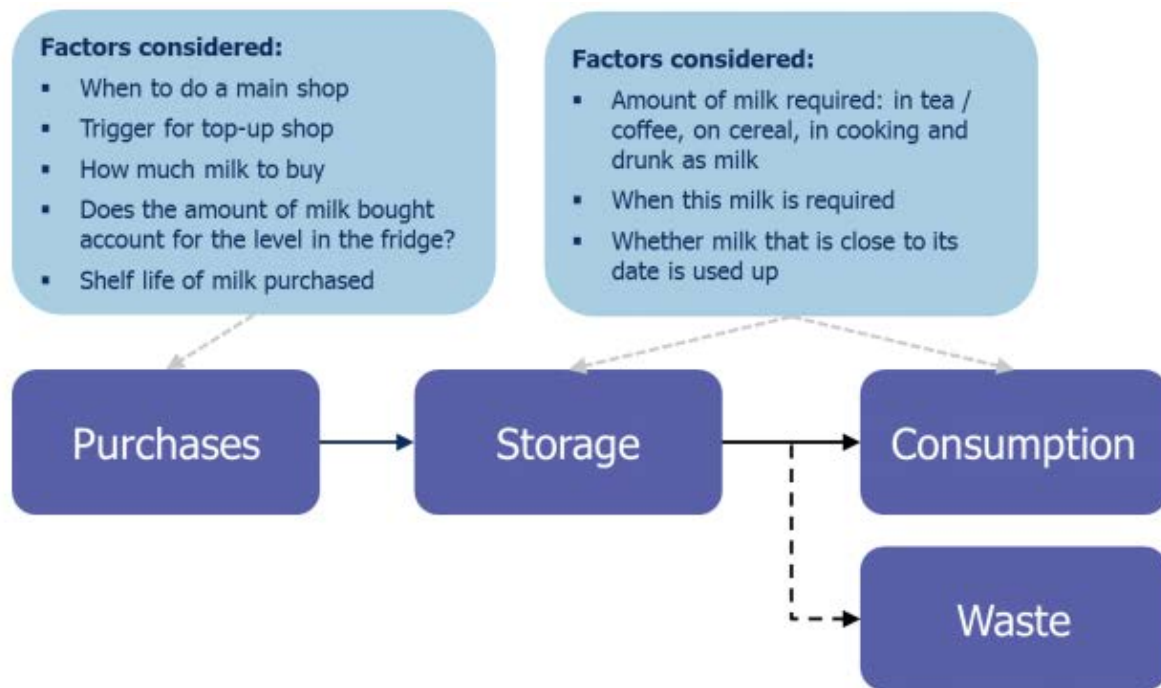 Factors considered:
▪ When to do a main shop
▪ Trigger for top-up shop
▪ How much milk to buy
▪ Does the amount of milk bought
account for the level in the fridge?
▪ Shelf life of milk purchased
Factors considered:
▪ Amount of milk required: in tea /
coffee, on cereal, in cooking and
drunk as milk
▪ When this milk is required
▪ Whether milk that is close to its
date is used up
Purchases
Storage
Consumption
Waste